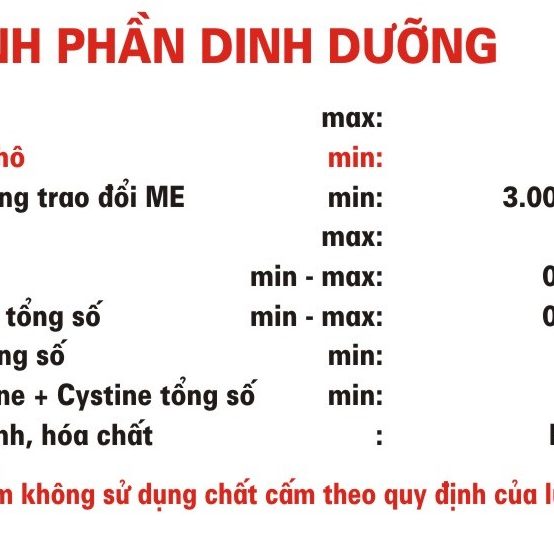 NH PHẦN DINH DƯỠNG
max:
hô min:
ng trao đổi ME min: 3.00
max:
min - max: 0
tổng số min - max: 0
ng số min:
ne + Cystine tổng số min:
nh, hóa chất :
m không sử dụng chất cấm theo quy định của l